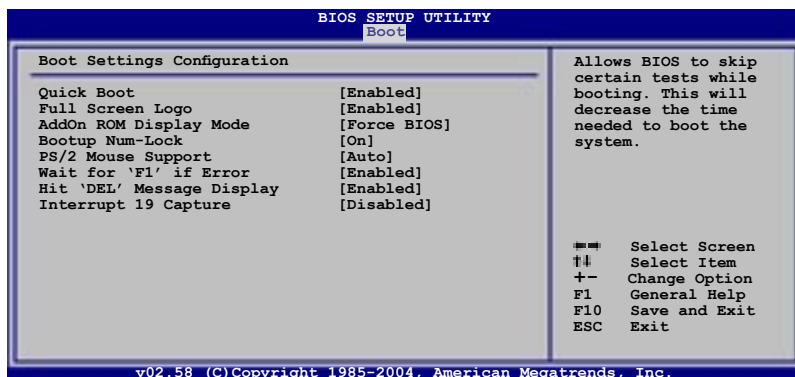 BIOS SETUP UTILITY
Boot
Boot Settings Configuration
Quick Boot [Enabled]
Full Screen Logo [Enabled]
AddOn ROM Display Mode [Force BIOS]
Bootup Num-Lock [On]
PS/2 Mouse Support [Auto]
Wait for ‘F1’ if Error [Enabled]
Hit ‘DEL’ Message Display [Enabled]
Interrupt 19 Capture [Disabled]
Allows BIOS to skip
certain tests while
booting. This will
decrease the time
needed to boot the
system.
←→ Select Screen
↑↓ Select Item
+- Change Option
F1 General Help
F10 Save and Exit
ESC Exit
v02.58 (C)Copyright 1985-2004, American Megatrends, Inc.